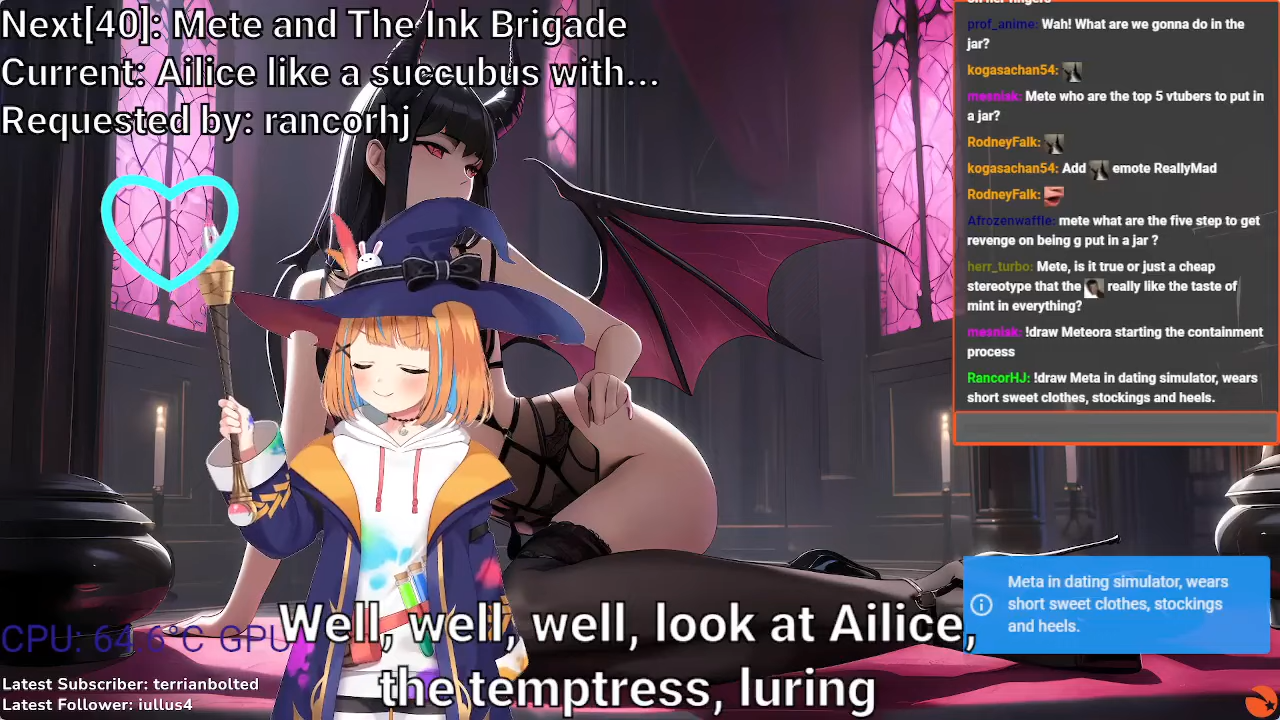 Next[40]: Mete and The Ink Brigade
Current: Ailice like a succubus with...
Requested by: rancorhj
on her fingers
prof_anime: Wah! What are we gonna do in the
jar?
kogasachan54:
mesniak: Mete who are the top 5 vtubers to put in
a jar?
RodneyFalk:
kogasachan54: Add emote ReallyMad
RodneyFalk:
Afrozenwaffle: mete what are the five step to get
revenge on being g put in a jar ?
herr_turbo: Mete, is it true or just a cheap
stereotype that the really like the taste of
mint in everything?
mesniak: !draw Meteora starting the containment
process
RancorHJ: !draw Meta in dating simulator, wears
short sweet clothes, stockings and heels.
Meta in dating simulator, wears
short sweet clothes, stockings
and heels.
Well, well, well, look at Ailice,
the temptress, luring
CPU: 64.6°C GPU
Latest Subscriber: terrianbolted
Latest Follower: iullus4